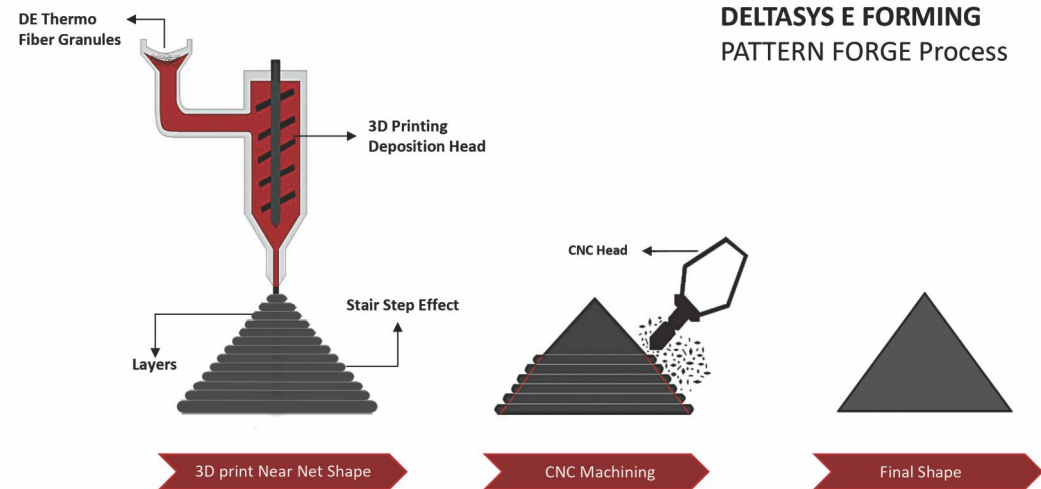 DELTASYS E FORMING
PATTERN FORGE Process
DE Thermo
Fiber Granules
3D Printing
Deposition Head
Stair Step Effect
Layers
CNC Head
3D print Near Net Shape
CNC Machining
Final Shape